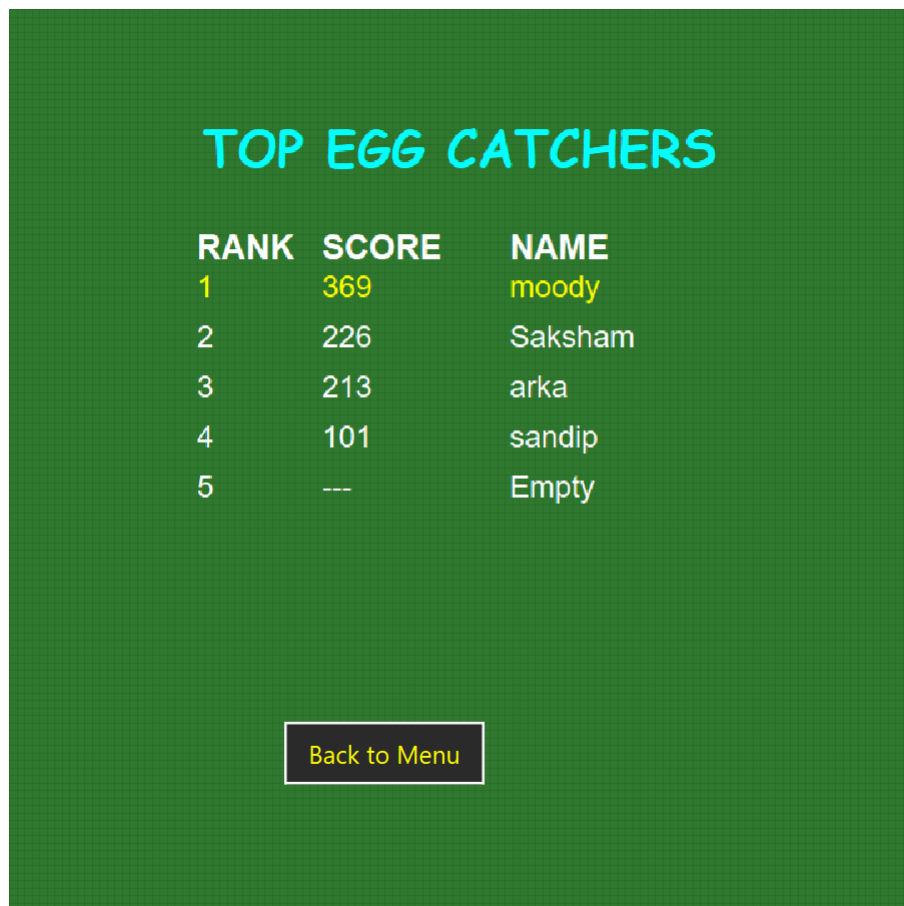 TOP EGG CATCHERS
RANK SCORE NAME
1 369 moody
2 226 Saksham
3 213 arka
4 101 sandip
5 --- Empty
Back to Menu